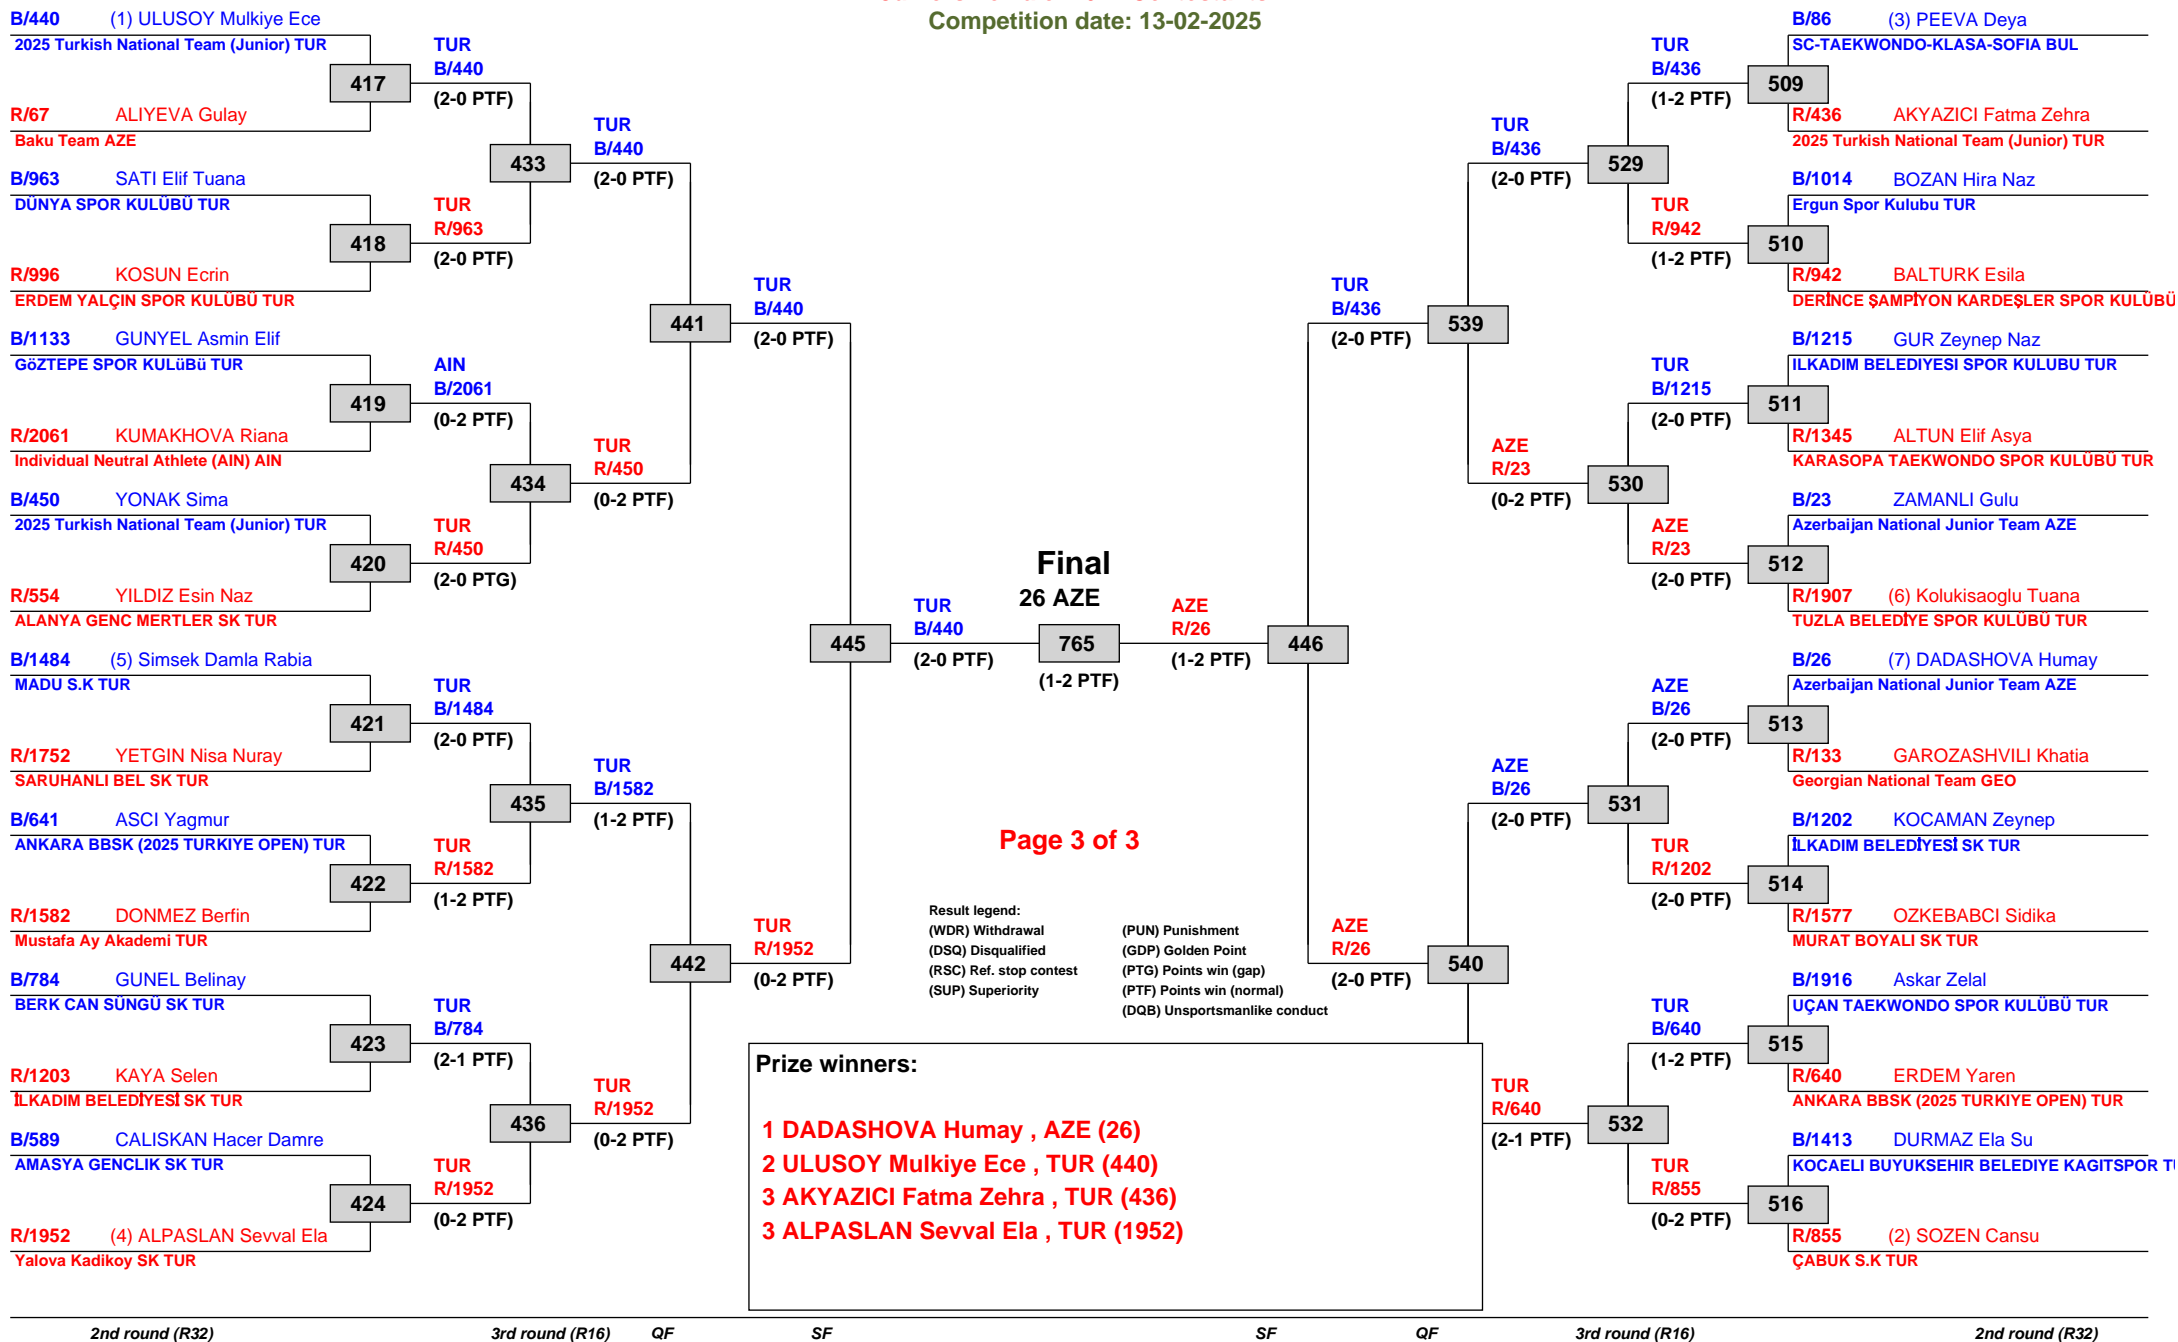 Competition date: 13-02-2025
B/440 (1) ULUSOY Mulkiye Ece
2025 Turkish National Team (Junior) TUR
417
R/67 ALIYEVA Gulay
Baku Team AZE
B/963 SATI Elif Tuana
DÜNYA SPOR KULÜBÜ TUR
418
R/996 KOSUN Ecrin
ERDEM YALÇIN SPOR KULÜBÜ TUR
B/1133 GUNYEL Asmin Elif
GöZTEPE SPOR KULüBü TUR
419
R/2061 KUMAKHOVA Riana
Individual Neutral Athlete (AIN) AIN
B/450 YONAK Sima
2025 Turkish National Team (Junior) TUR
420
R/554 YILDIZ Esin Naz
ALANYA GENC MERTLER SK TUR
B/1484 (5) Simsek Damla Rabia
MADU S.K TUR
421
R/1752 YETGIN Nisa Nuray
SARUHANLI BEL SK TUR
B/641 ASCI Yagmur
ANKARA BBSK (2025 TURKIYE OPEN) TUR
422
R/1582 DONMEZ Berfin
Mustafa Ay Akademi TUR
B/784 GUNEL Belinay
BERK CAN SÜNGÜ SK TUR
423
R/1203 KAYA Selen
İLKADIM BELEDİYESİ SK TUR
B/589 CALISKAN Hacer Damre
AMASYA GENCLIK SK TUR
424
R/1952 (4) ALPASLAN Sevval Ela
Yalova Kadikoy SK TUR
TUR
B/440
(2-0 PTF)
433
TUR
R/963
(2-0 PTF)
AIN
B/2061
(0-2 PTF)
434
TUR
R/450
(2-0 PTG)
TUR
B/1484
(2-0 PTF)
435
TUR
R/1582
(1-2 PTF)
TUR
B/784
(2-1 PTF)
436
TUR
R/1952
(0-2 PTF)
TUR
B/440
(2-0 PTF)
441
TUR
R/450
(0-2 PTF)
TUR
B/1582
(1-2 PTF)
442
TUR
R/1952
(0-2 PTF)
TUR
B/440
(2-0 PTF)
445
TUR
R/1952
(0-2 PTF)
TUR
B/440
(2-0 PTF)
Final
26 AZE
765
(1-2 PTF)
AZE
R/26
(1-2 PTF)
446
TUR
B/436
(2-0 PTF)
539
AZE
R/26
(2-0 PTF)
540
TUR
B/436
(2-0 PTF)
529
AZE
R/23
(0-2 PTF)
530
AZE
B/26
(2-0 PTF)
531
TUR
R/640
(2-1 PTF)
532
TUR
B/436
(1-2 PTF)
509
TUR
R/942
(1-2 PTF)
510
TUR
B/1215
(2-0 PTF)
511
AZE
R/23
(2-0 PTF)
512
AZE
B/26
(2-0 PTF)
513
TUR
R/1202
(2-0 PTF)
514
TUR
B/640
(1-2 PTF)
515
TUR
R/855
(0-2 PTF)
516
B/86 (3) PEEVA Deya
SC-TAEKWONDO-KLASA-SOFIA BUL
R/436 AKYAZICI Fatma Zehra
2025 Turkish National Team (Junior) TUR
B/1014 BOZAN Hira Naz
Ergun Spor Kulubu TUR
R/942 BALTURK Esila
DERİNCE ŞAMPİYON KARDEŞLER SPOR KULÜBÜ
B/1215 GUR Zeynep Naz
ILKADIM BELEDIYESI SPOR KULUBU TUR
R/1345 ALTUN Elif Asya
KARASOPA TAEKWONDO SPOR KULÜBÜ TUR
B/23 ZAMANLI Gulu
Azerbaijan National Junior Team AZE
R/1907 (6) Kolukisaoglu Tuana
TUZLA BELEDİYE SPOR KULÜBÜ TUR
B/26 (7) DADASHOVA Humay
Azerbaijan National Junior Team AZE
R/133 GAROZASHVILI Khatia
Georgian National Team GEO
B/1202 KOCAMAN Zeynep
İLKADIM BELEDİYESİ SK TUR
R/1577 OZKEBABCI Sidika
MURAT BOYALI SK TUR
B/1916 Askar Zelal
UÇAN TAEKWONDO SPOR KULÜBÜ TUR
R/640 ERDEM Yaren
ANKARA BBSK (2025 TURKIYE OPEN) TUR
B/1413 DURMAZ Ela Su
KOCAELI BUYUKSEHIR BELEDIYE KAGITSPOR
R/855 (2) SOZEN Cansu
ÇABUK S.K TUR
Page 3 of 3
Result legend:
(WDR) Withdrawal (PUN) Punishment
(DSQ) Disqualified (GDP) Golden Point
(RSC) Ref. stop contest (PTG) Points win (gap)
(SUP) Superiority (PTF) Points win (normal)
(DQB) Unsportsmanlike conduct
Prize winners:
1 DADASHOVA Humay , AZE (26)
2 ULUSOY Mulkiye Ece , TUR (440)
3 AKYAZICI Fatma Zehra , TUR (436)
3 ALPASLAN Sevval Ela , TUR (1952)
2nd round (R32) 3rd round (R16) QF SF SF QF 3rd round (R16) 2nd round (R32)